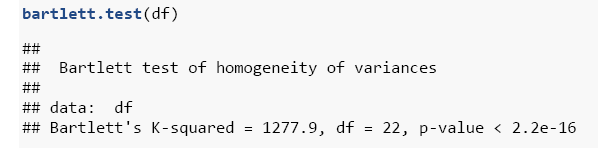 bartlett.test(df)
##
##  Bartlett test of homogeneity of variances
##
## data:  df
## Bartlett's K-squared = 1277.9, df = 22, p-value < 2.2e-16